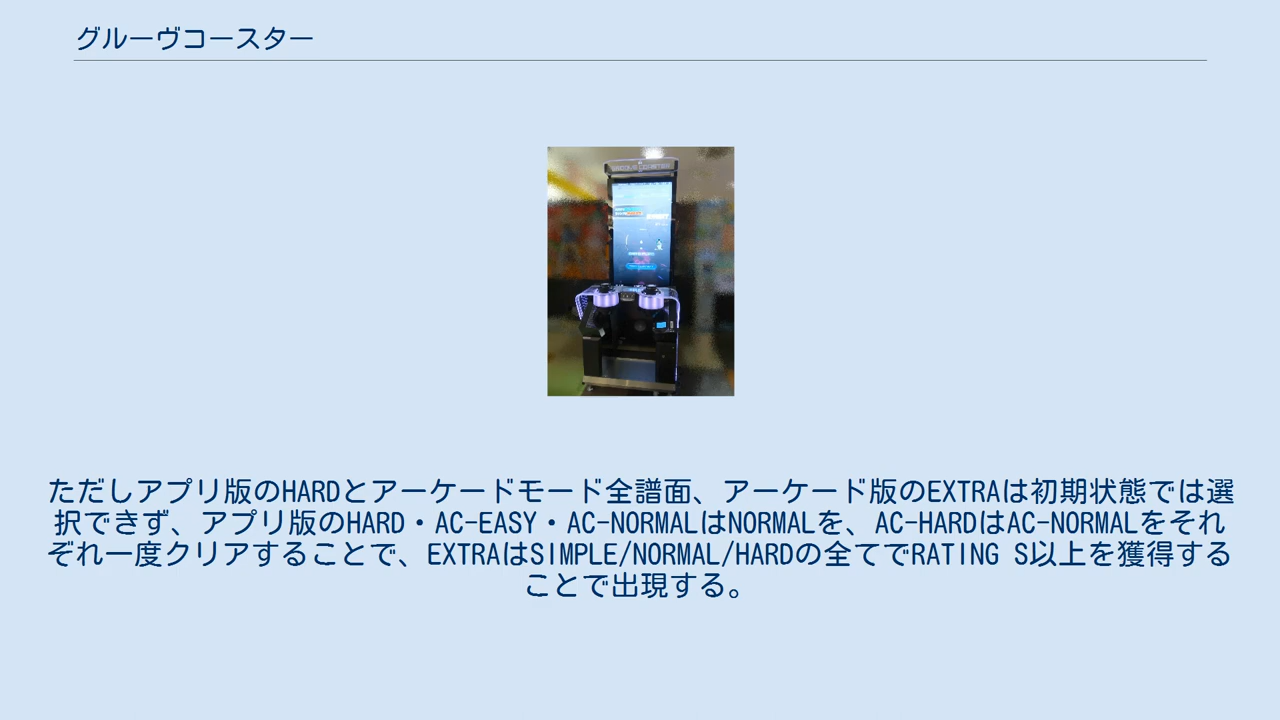 グルーヴコースター
ただしアプリ版のHARDとアーケードモード全譜面、アーケード版のEXTRAは初期状態では選
択できず、アプリ版のHARD・AC-EASY・AC-NORMALはNORMALを、AC-HARDはAC-NORMALをそれ
ぞれ一度クリアすることで、EXTRAはSIMPLE/NORMAL/HARDの全てでRATING S以上を獲得する
ことで出現する。